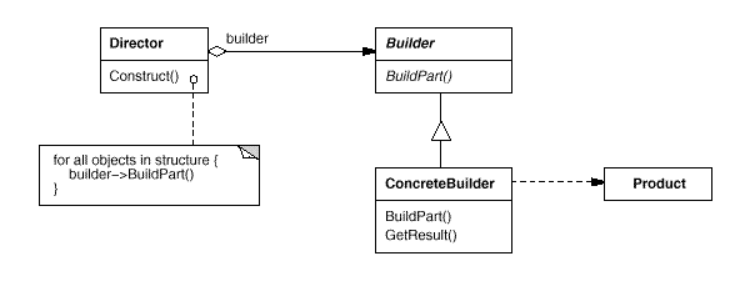 Director
Construct()
builder
Builder
BuildPart()
for all objects in structure {
builder->BuildPart()
}
ConcreteBuilder
BuildPart()
GetResult()
Product